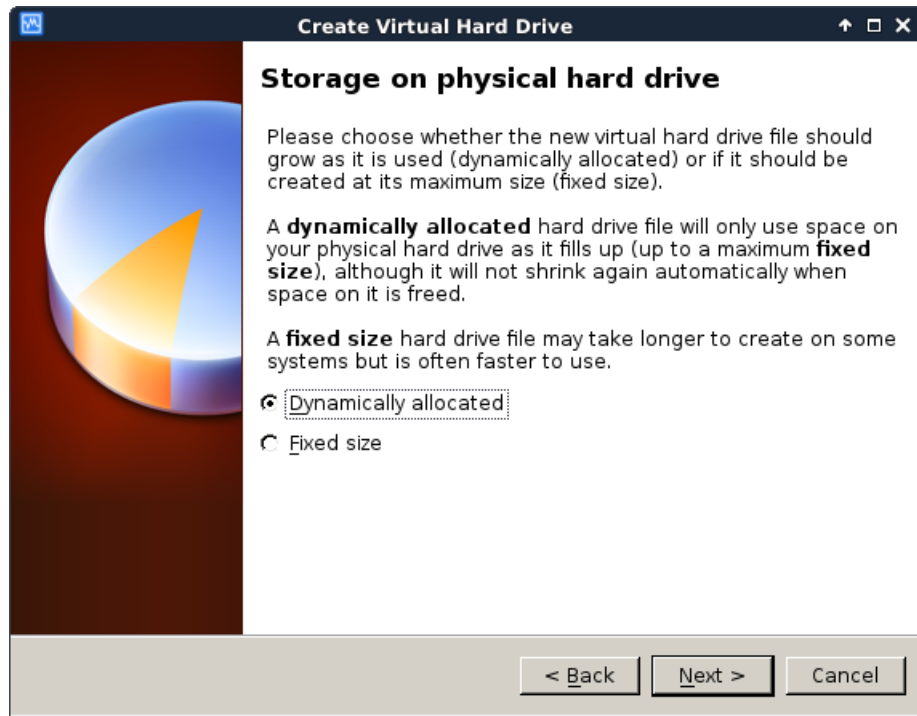 Create Virtual Hard Drive
Storage on physical hard drive
Please choose whether the new virtual hard drive file should
grow as it is used (dynamically allocated) or if it should be
created at its maximum size (fixed size).
A dynamically allocated hard drive file will only use space on
your physical hard drive as it fills up (up to a maximum fixed
size), although it will not shrink again automatically when
space on it is freed.
A fixed size hard drive file may take longer to create on some
systems but is often faster to use.
Dynamically allocated
Fixed size
< Back Next > Cancel